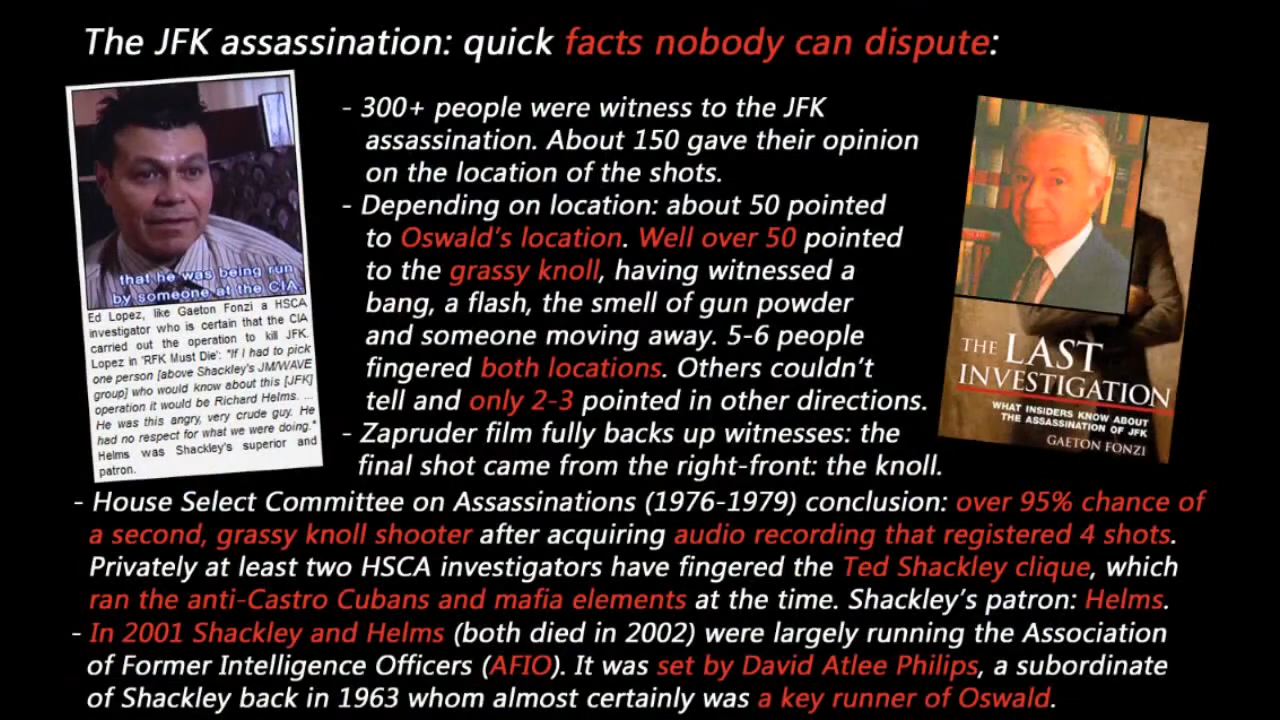 The JFK assassination: quick facts nobody can dispute:
that he was being run
by someone at the CIA.
Ed Lopez, like Gaeton Fonzi a HSCA
investigator who is certain that the CIA
carried out the operation to kill JFK.
Lopez in 'RFK Must Die': "If I had to pick
one person [above Shackley's JM/WAVE
group] who would know about this [JFK]
operation it would be Richard Helms. ...
He was this angry, very crude guy. He
had no respect for what we were doing."
Helms was Shackley's superior and
patron.
- 300+ people were witness to the JFK
assassination. About 150 gave their opinion
on the location of the shots.
- Depending on location: about 50 pointed
to Oswald's location. Well over 50 pointed
to the grassy knoll, having witnessed a
bang, a flash, the smell of gun powder
and someone moving away. 5-6 people
fingered both locations. Others couldn't
tell and only 2-3 pointed in other directions.
- Zapruder film fully backs up witnesses: the
final shot came from the right-front: the knoll.
THE LAST
INVESTIGATION
WHAT INSIDERS KNOW ABOUT
THE ASSASSINATION OF JFK
GAETON FONZI
- House Select Committee on Assassinations (1976-1979) conclusion: over 95% chance of
a second, grassy knoll shooter after acquiring audio recording that registered 4 shots.
Privately at least two HSCA investigators have fingered the Ted Shackley clique, which
ran the anti-Castro Cubans and mafia elements at the time. Shackley's patron: Helms.
- In 2001 Shackley and Helms (both died in 2002) were largely running the Association
of Former Intelligence Officers (AFIO). It was set by David Atlee Philips, a subordinate
of Shackley back in 1963 whom almost certainly was a key runner of Oswald.